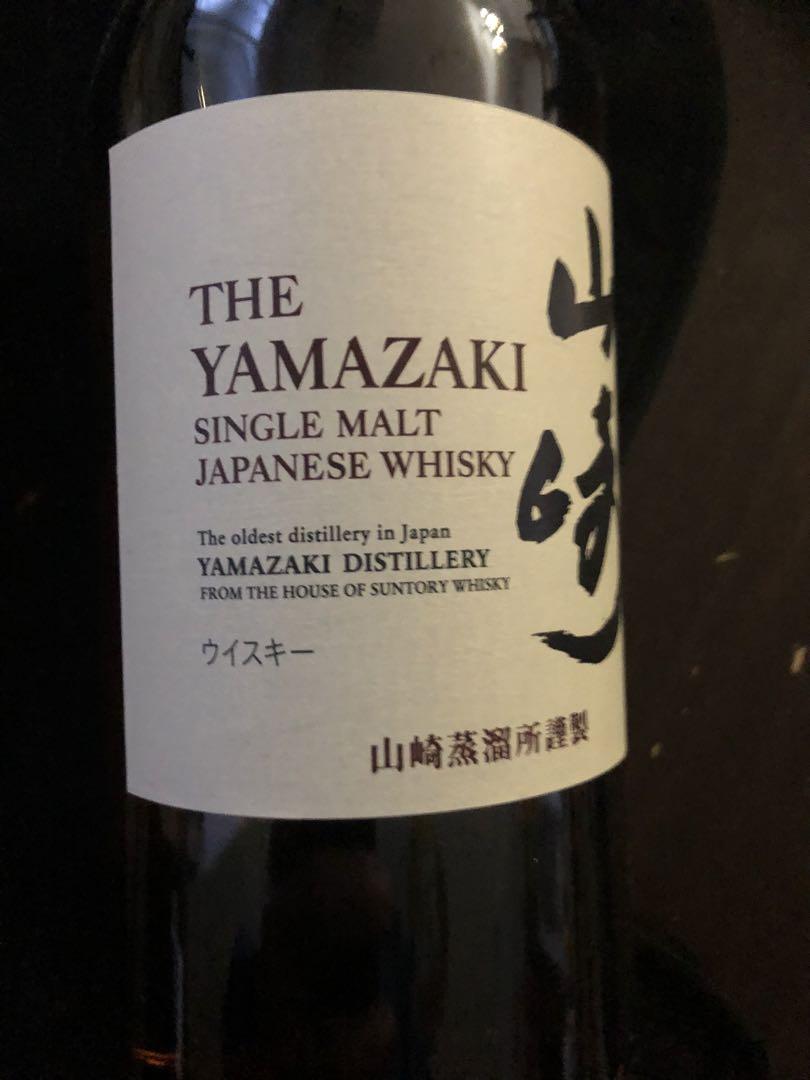 THE
YAMAZAKI
SINGLE MALT
JAPANESE WHISKY
The oldest distillery in Japan
YAMAZAKI DISTILLERY
FROM THE HOUSE OF SUNTORY WHISKY
ウイスキー
山崎
山崎蒸溜所謹製